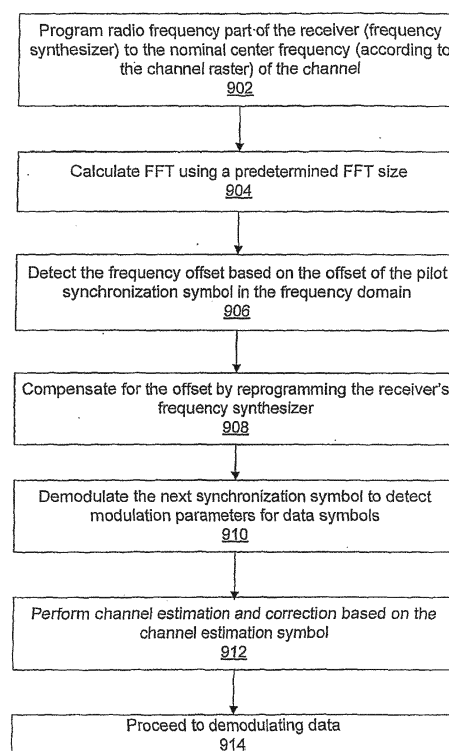 Program radio frequency part of the receiver (frequency
synthesizer) to the nominal center frequency (according to
the channel raster) of the channel
902
Calculate FFT using a predetermined FFT size
904
Detect the frequency offset based on the offset of the pilot
synchronization symbol in the frequency domain
906
Compensate for the offset by reprogramming the receiver's
frequency synthesizer
908
Demodulate the next synchronization symbol to detect
modulation parameters for data symbols
910
Perform channel estimation and correction based on the
channel estimation symbol
912
Proceed to demodulating data
914